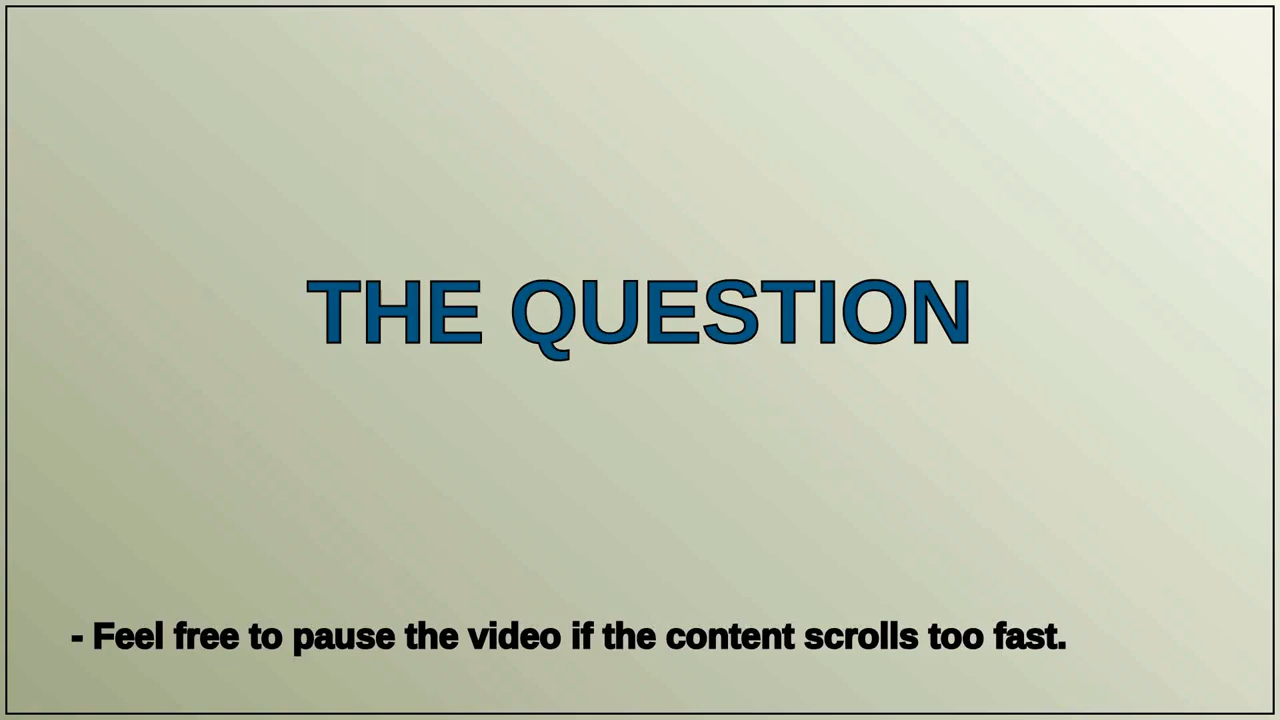 THE QUESTION
- Feel free to pause the video if the content scrolls too fast.